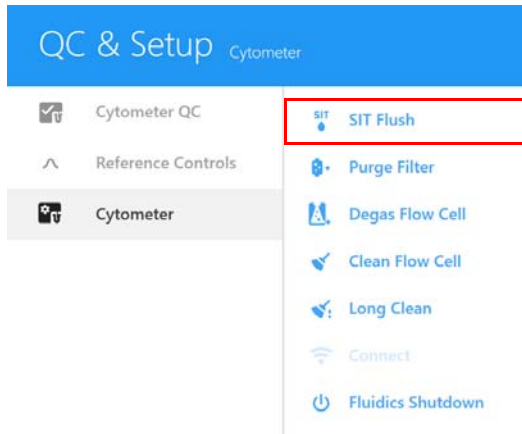 QC & Setup Cytometer
Cytometer QC
Reference Controls
Cytometer
SIT
SIT Flush
Purge Filter
Degas Flow Cell
Clean Flow Cell
Long Clean
Connect
Fluidics Shutdown